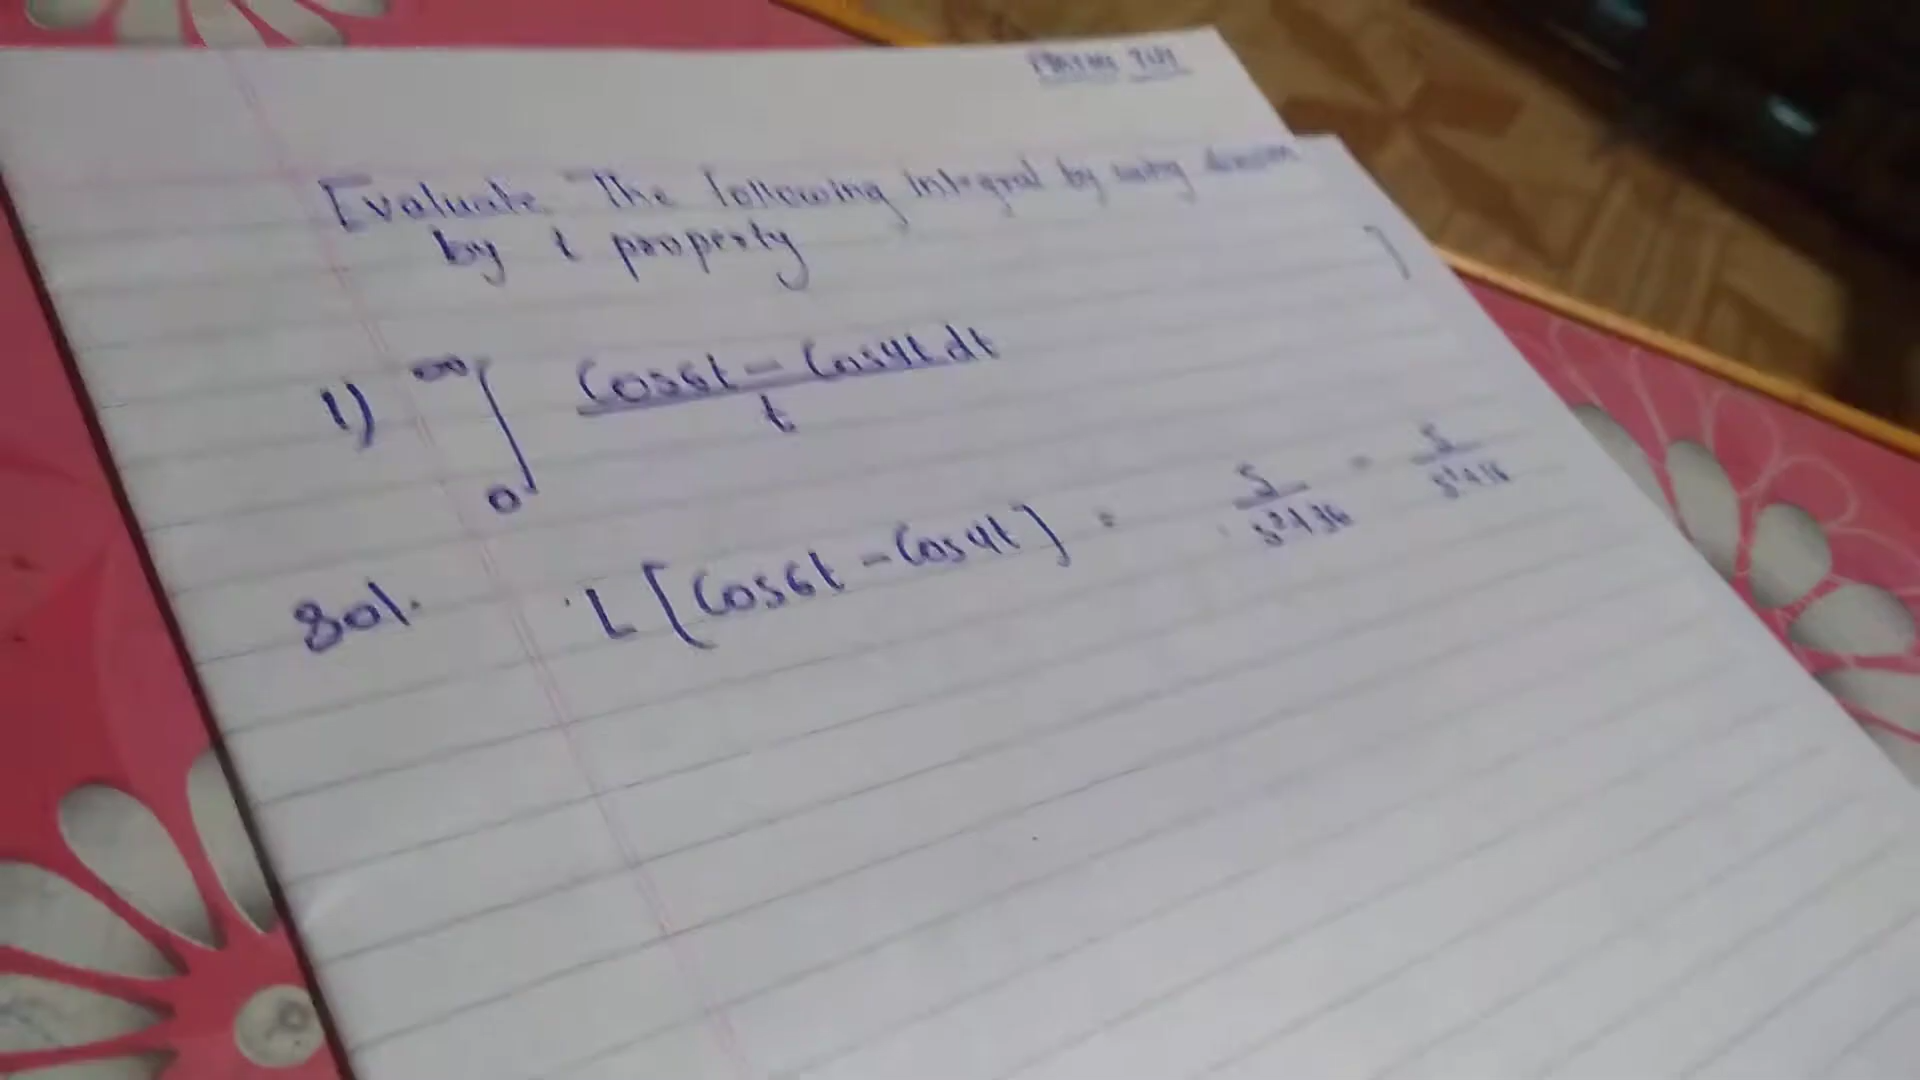 Evaluate The following integral by using
by t property
1) ∞∫0 Cos6t - Cos4t dt / t
Sol. L [Cos6t - Cos4t] = s/s²+36 - s/s²+16